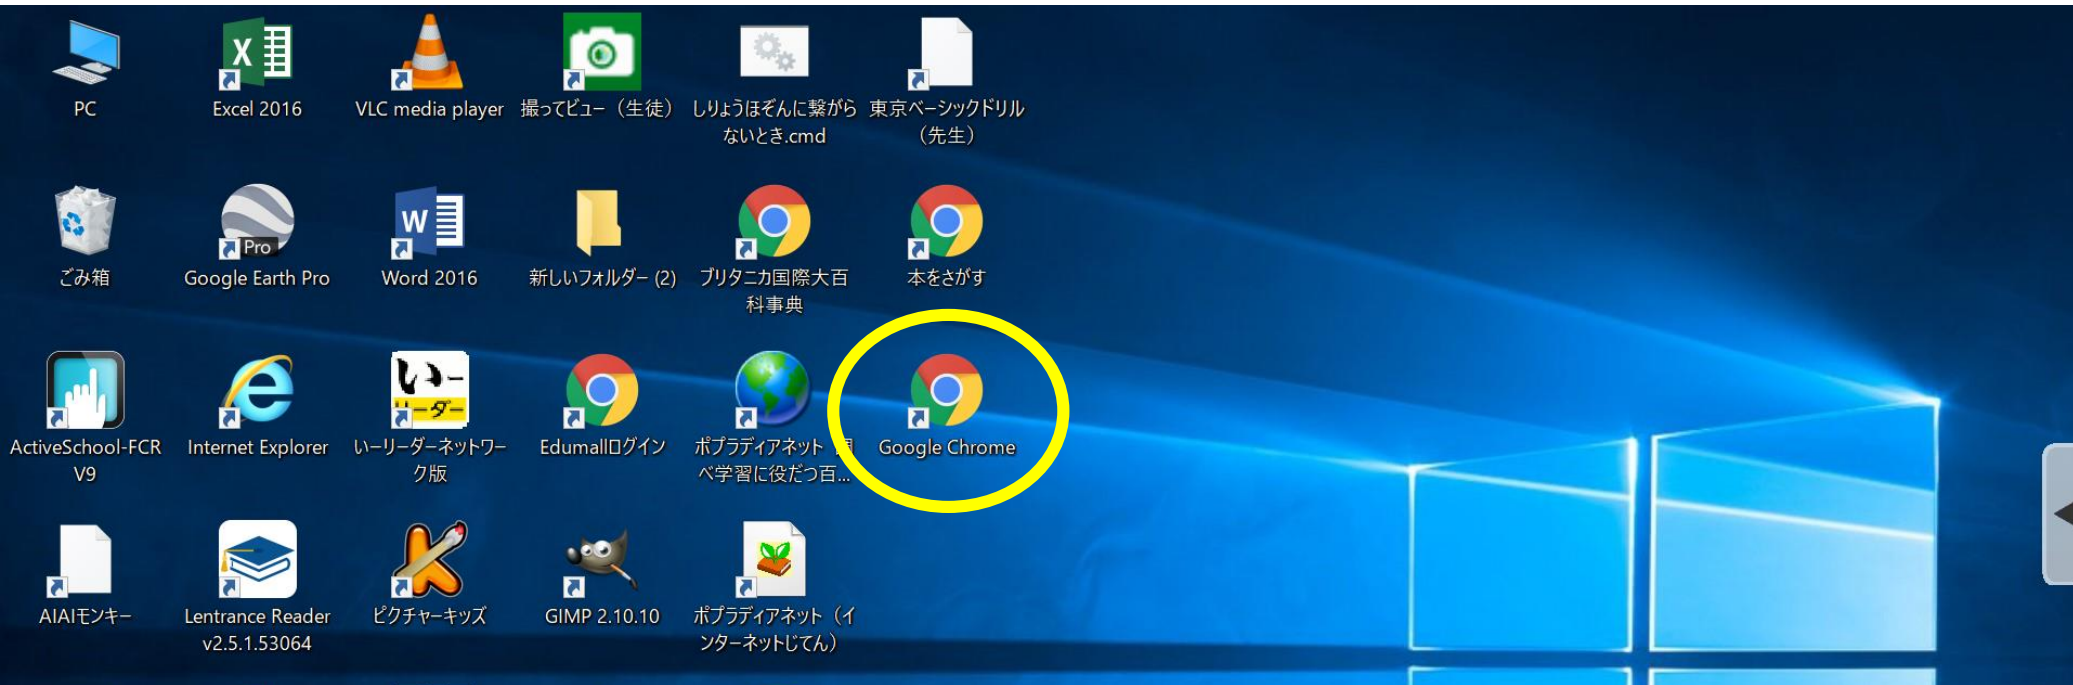 PC
Excel 2016
VLC media player
撮ってビュー（生徒）
しりょうほぞんに繋がら
ないとき.cmd
東京ベーシックドリル
（先生）
ごみ箱
Pro
Google Earth Pro
W
Word 2016
新しいフォルダー (2)
ブリタニカ国際大百
科事典
本をさがす
ActiveSchool-FCR
V9
Internet Explorer
いー
リーダー
いーリーダーネットワー
ク版
Edumallログイン
ポプラディアネット
べ学習に役だつ百...
Google Chrome
AIAIモンキー
Lentrance Reader
v2.5.1.53064
ピクチャーキッズ
GIMP 2.10.10
ポプラディアネット（イ
ンターネットじてん）